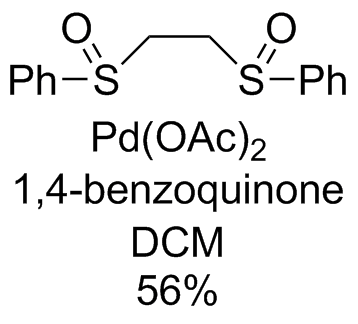 O O
Ph S S Ph
Pd(OAc)₂
1,4-benzoquinone
DCM
56%